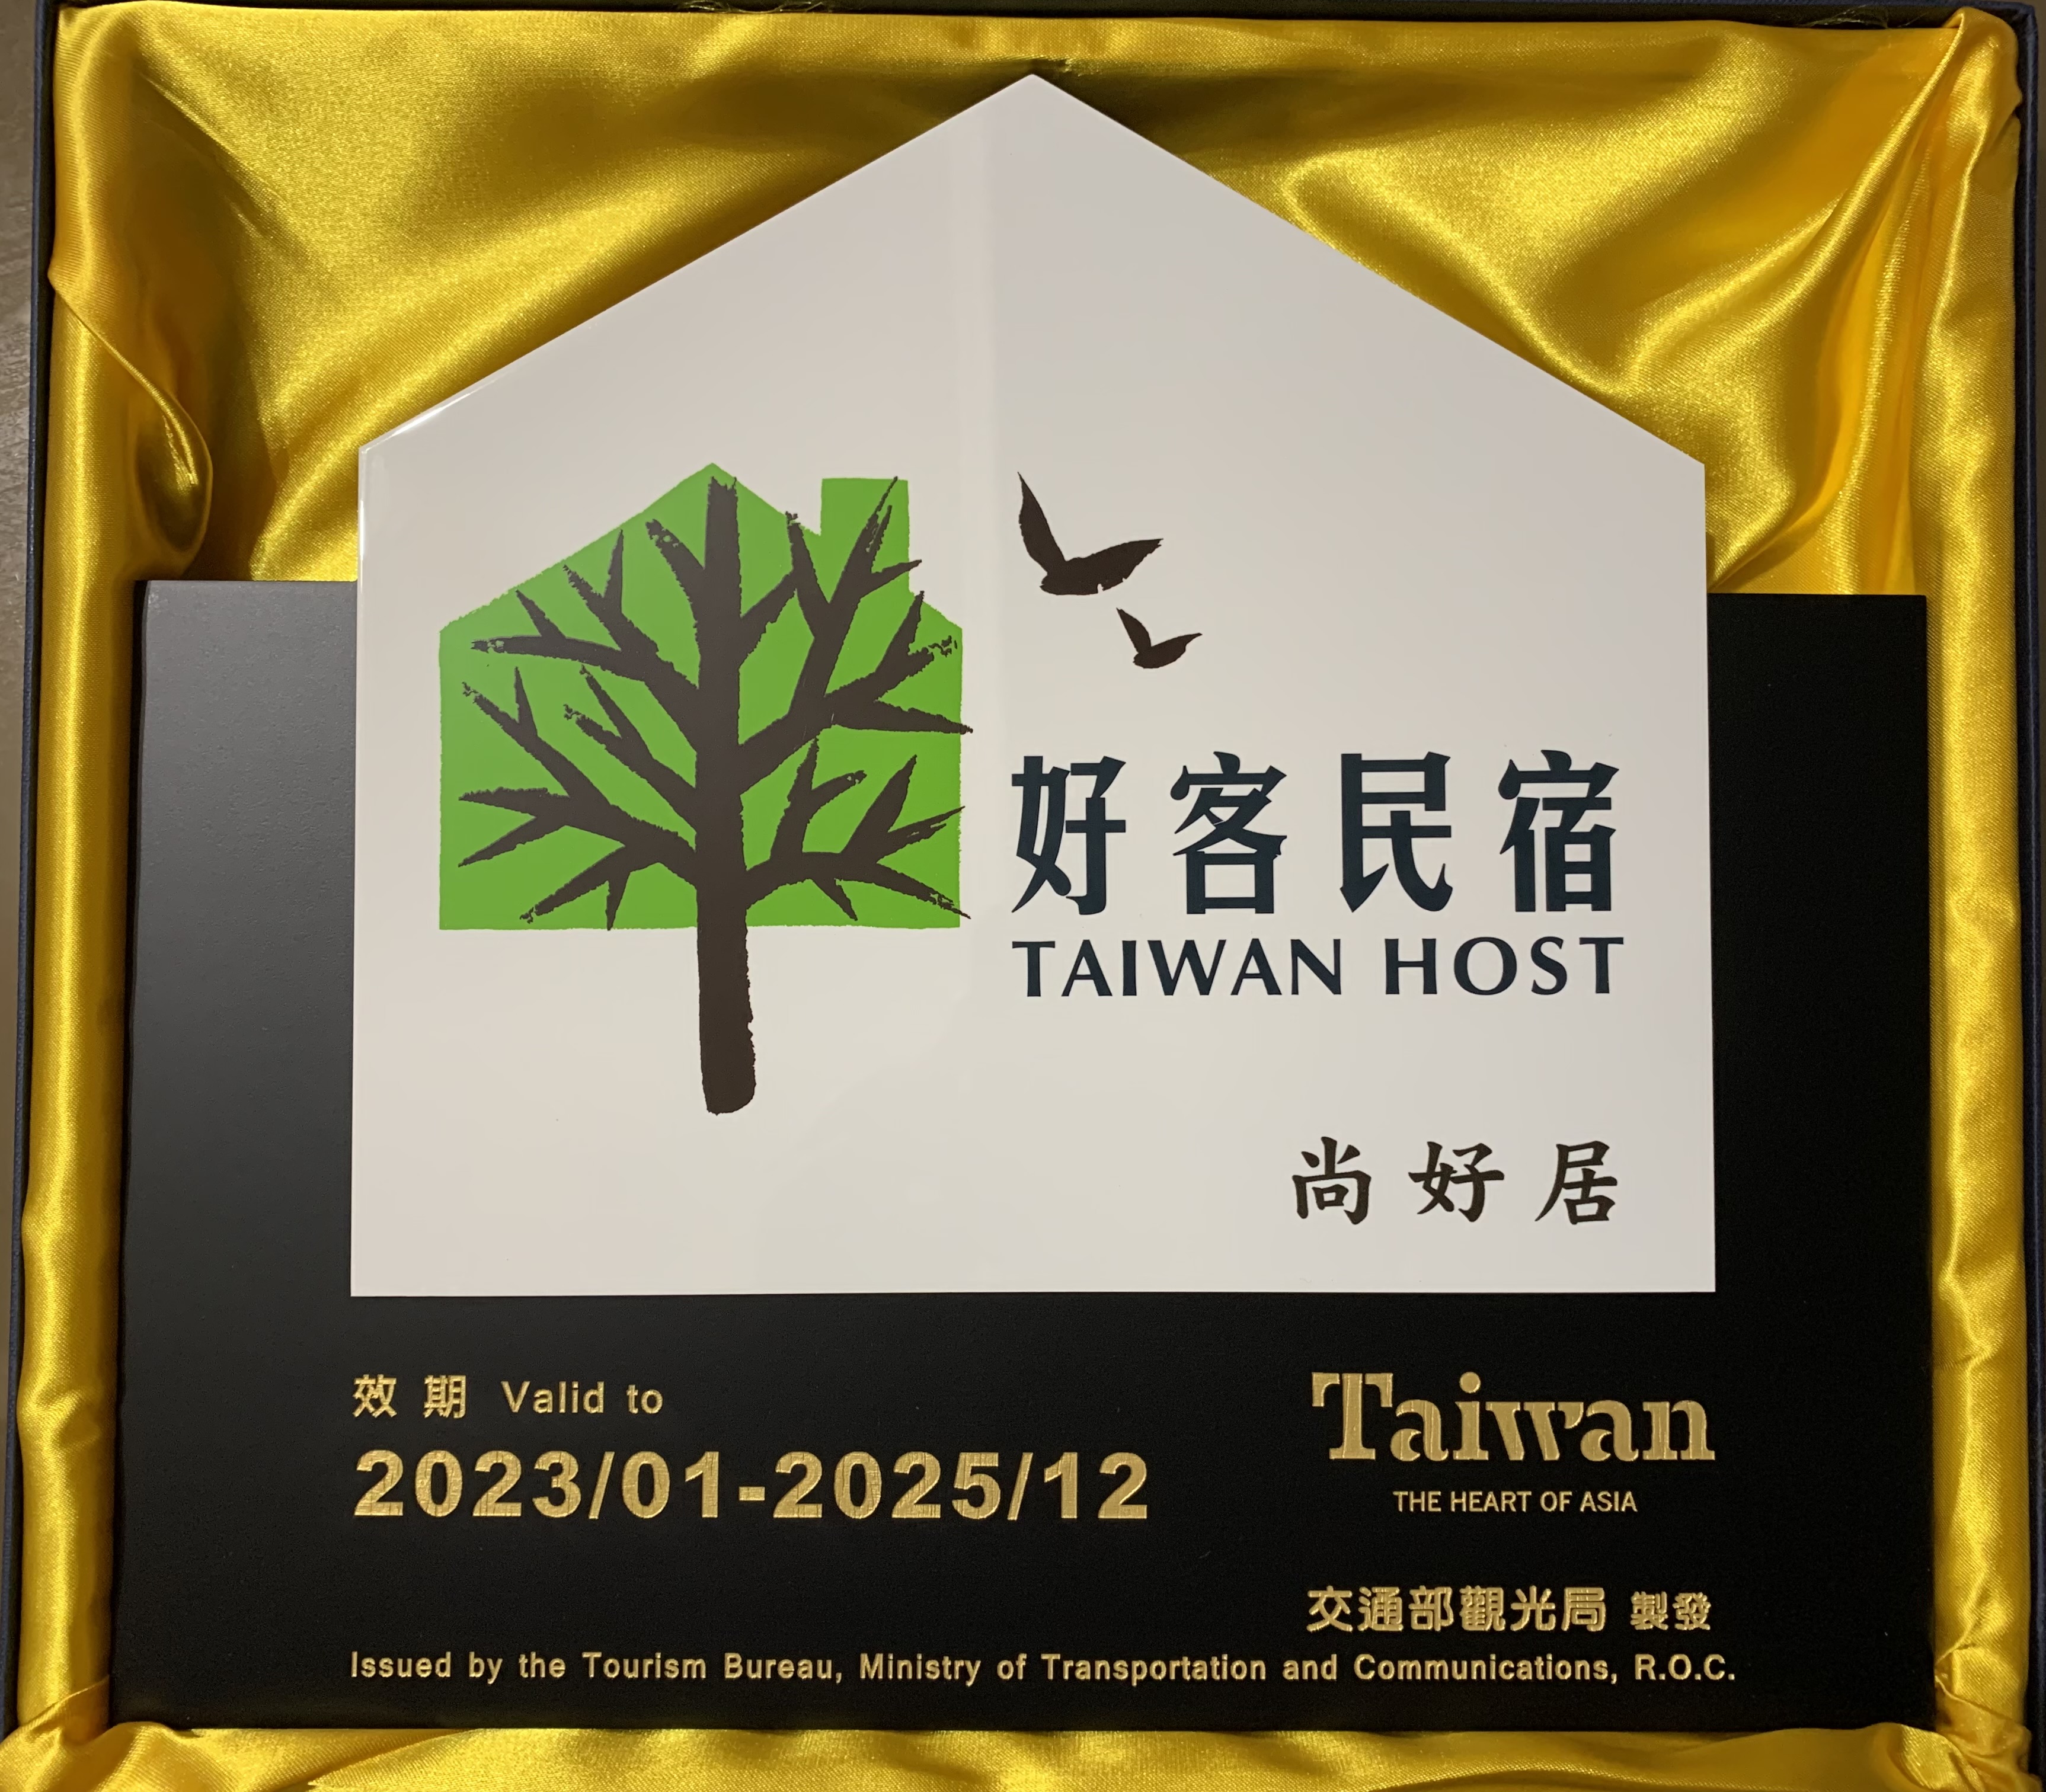 好客民宿
TAIWAN HOST
尚好居
效期 Valid to
2023/01-2025/12
Taiwan
THE HEART OF ASIA
交通部觀光局 製發
Issued by the Tourism Bureau, Ministry of Transportation and Communications, R.O.C.